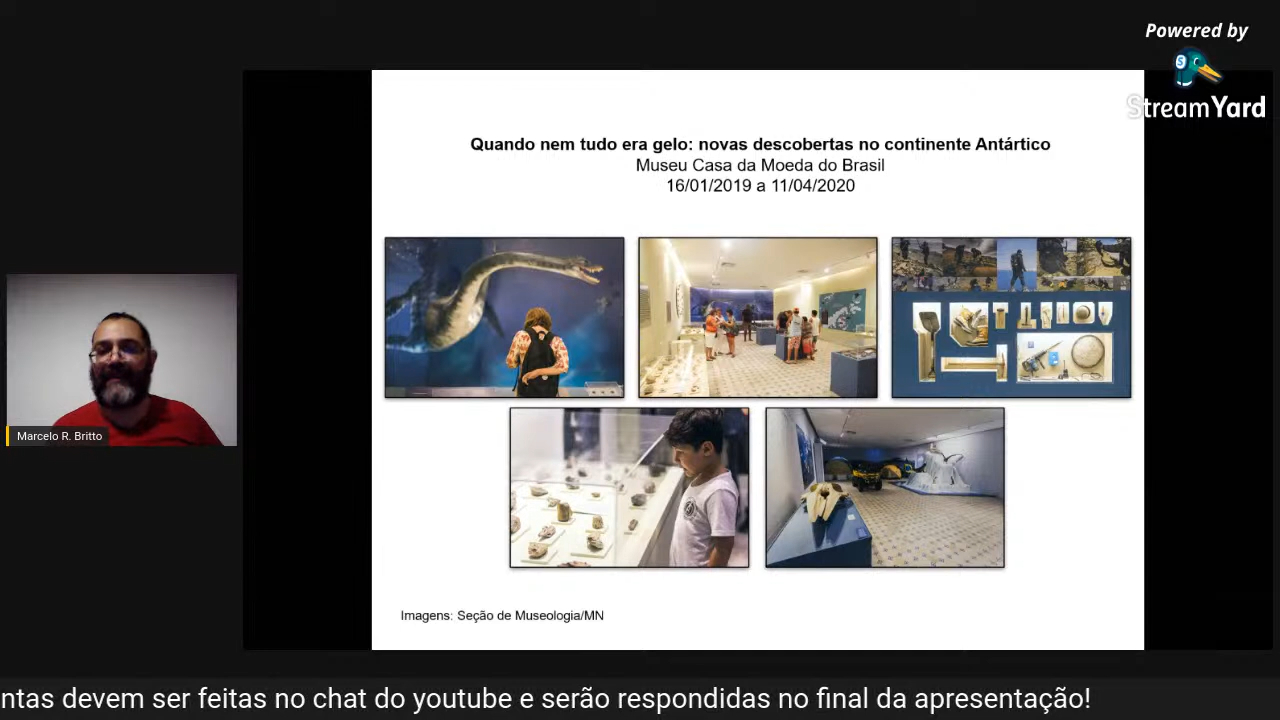 Powered by
StreamYard
Quando nem tudo era gelo: novas descobertas no continente Antártico
Museu Casa da Moeda do Brasil
16/01/2019 a 11/04/2020
Marcelo R. Britto
Imagens: Seção de Museologia/MN
ntas devem ser feitas no chat do youtube e serão respondidas no final da apresentação!